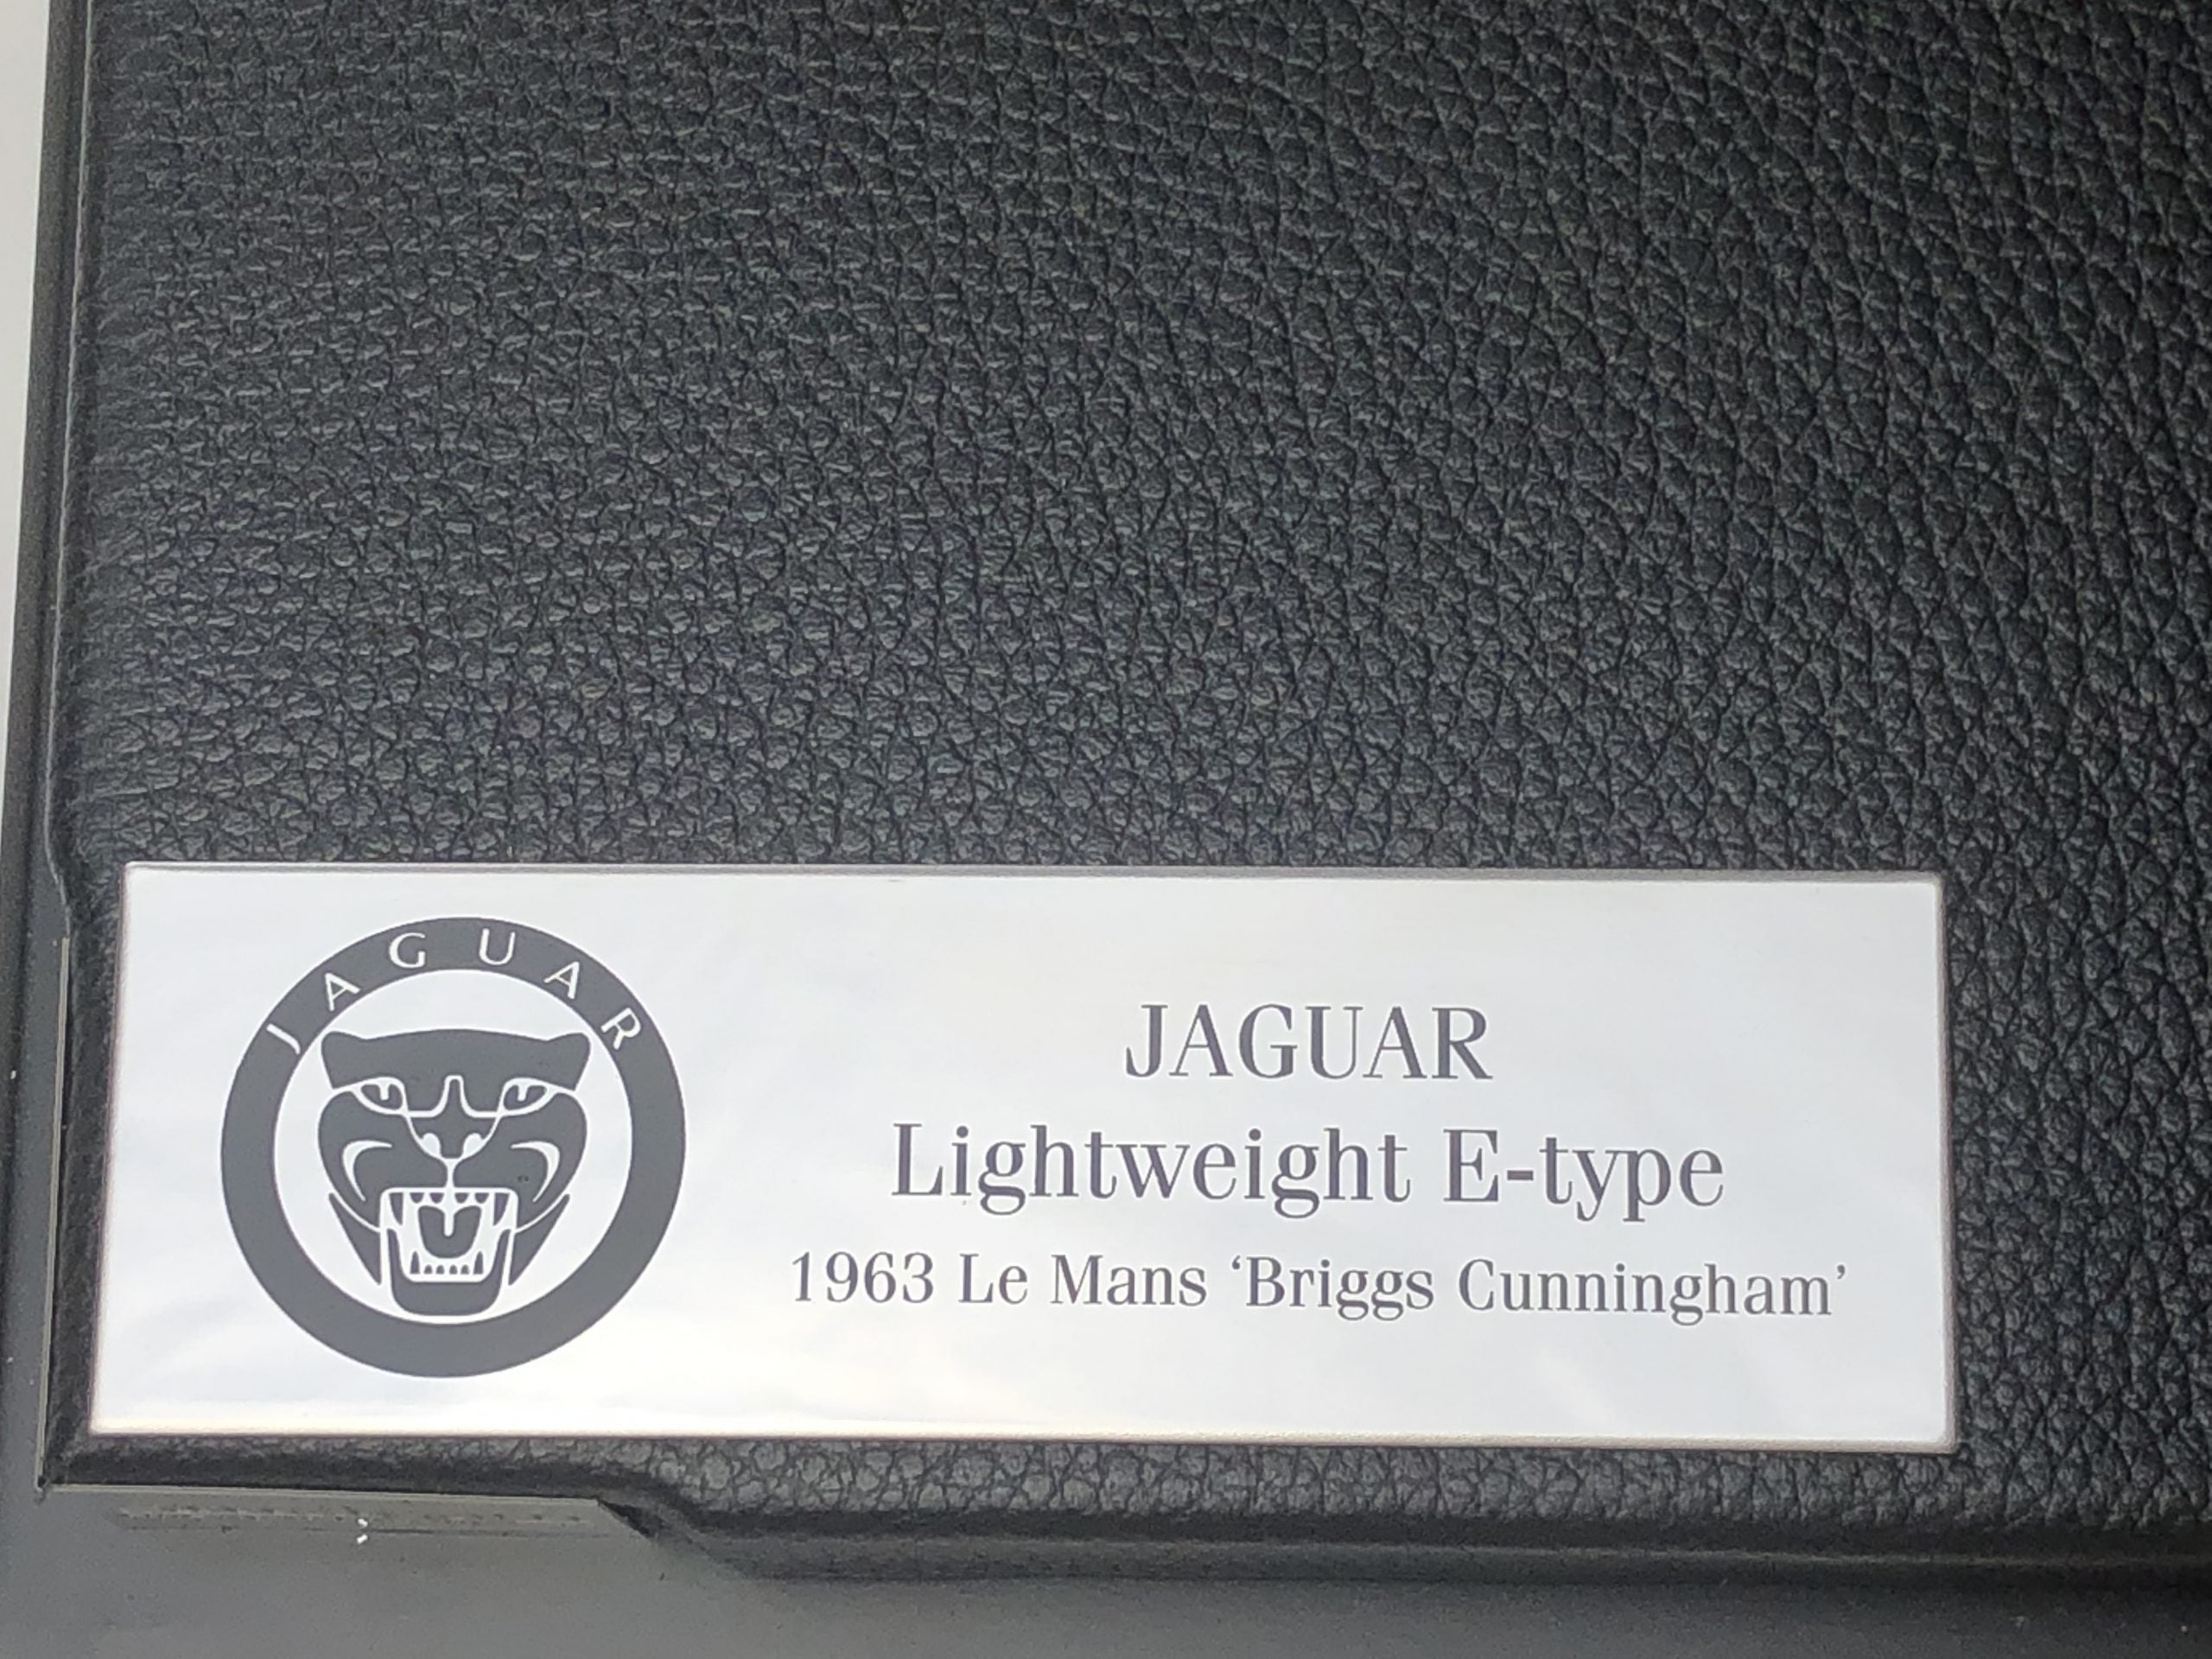 JAGUAR
JAGUAR
Lightweight E-type
1963 Le Mans ‘Briggs Cunningham’